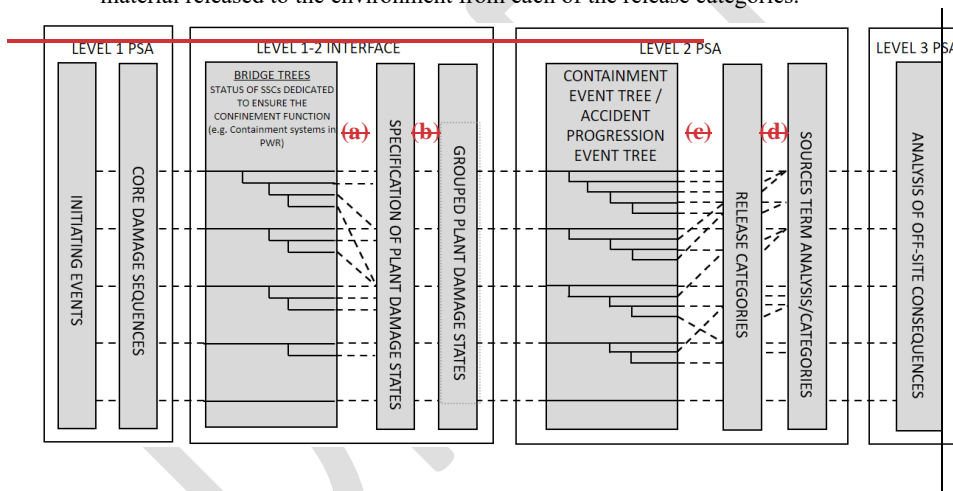 material released to the environment from each of the release categories.
LEVEL 1 PSA
LEVEL 1-2 INTERFACE
LEVEL 2 PSA
LEVEL 3 PSA
INITIATING EVENTS
CORE DAMAGE SEQUENCES
BRIDGE TREES
STATUS OF SSCs DEDICATED
TO ENSURE THE
CONFINEMENT FUNCTION
(e.g. Containment systems in
PWR)
(a)
SPECIFICATION OF PLANT DAMAGE STATES
(b)
GROUPED PLANT DAMAGE STATES
CONTAINMENT
EVENT TREE /
ACCIDENT
PROGRESSION
EVENT TREE
(c)
RELEASE CATEGORIES
(d)
SOURCES TERM ANALYSIS/CATEGORIES
ANALYSIS OF OFF-SITE CONSEQUENCES